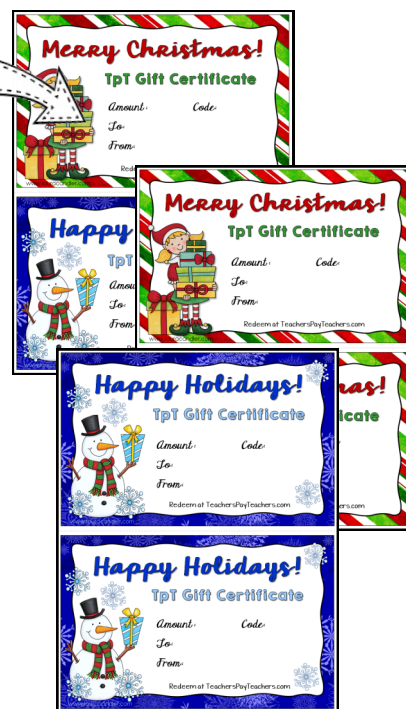 Merry Christmas!
TpT Gift Certificate
Amount: Code:
To:
From:
Happy
TpT
To:
From:
Merry Christmas!
TpT Gift Certificate
Amount: Code:
To:
From:
Redeem at TeachersPayTeachers.com
Happy Holidays!
TpT Gift Certificate
Amount: Code:
To:
From:
Redeem at TeachersPayTeachers.com
Happy Holidays!
TpT Gift Certificate
Amount: Code:
To:
From:
Redeem at TeachersPayTeachers.com